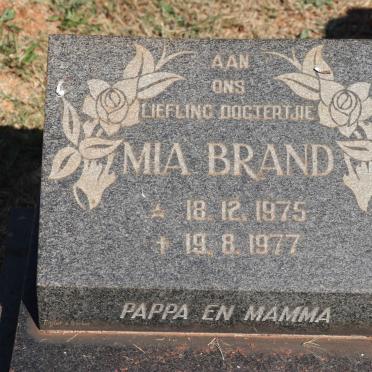 AAN
ONS
LIEFLING DOGTERTJIE
MIA BRAND
18.12.1975
19.8.1977
PAPPA EN MAMMA